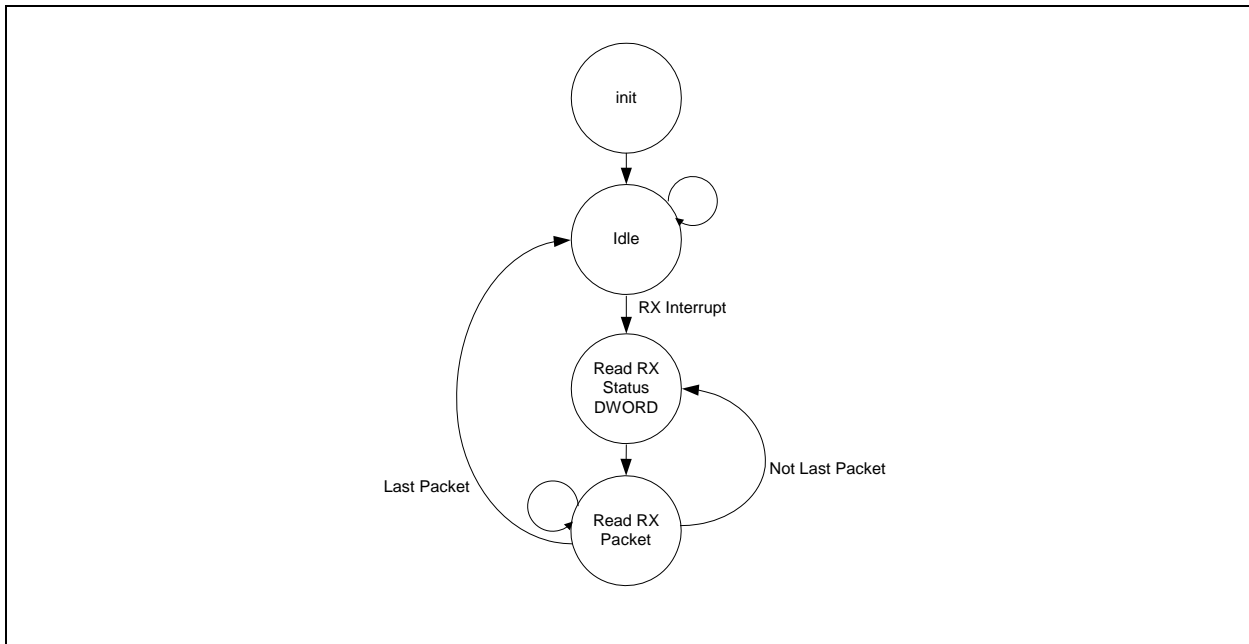 init
Idle
RX Interrupt
Read RX
Status
DWORD
Not Last Packet
Last Packet
Read RX
Packet